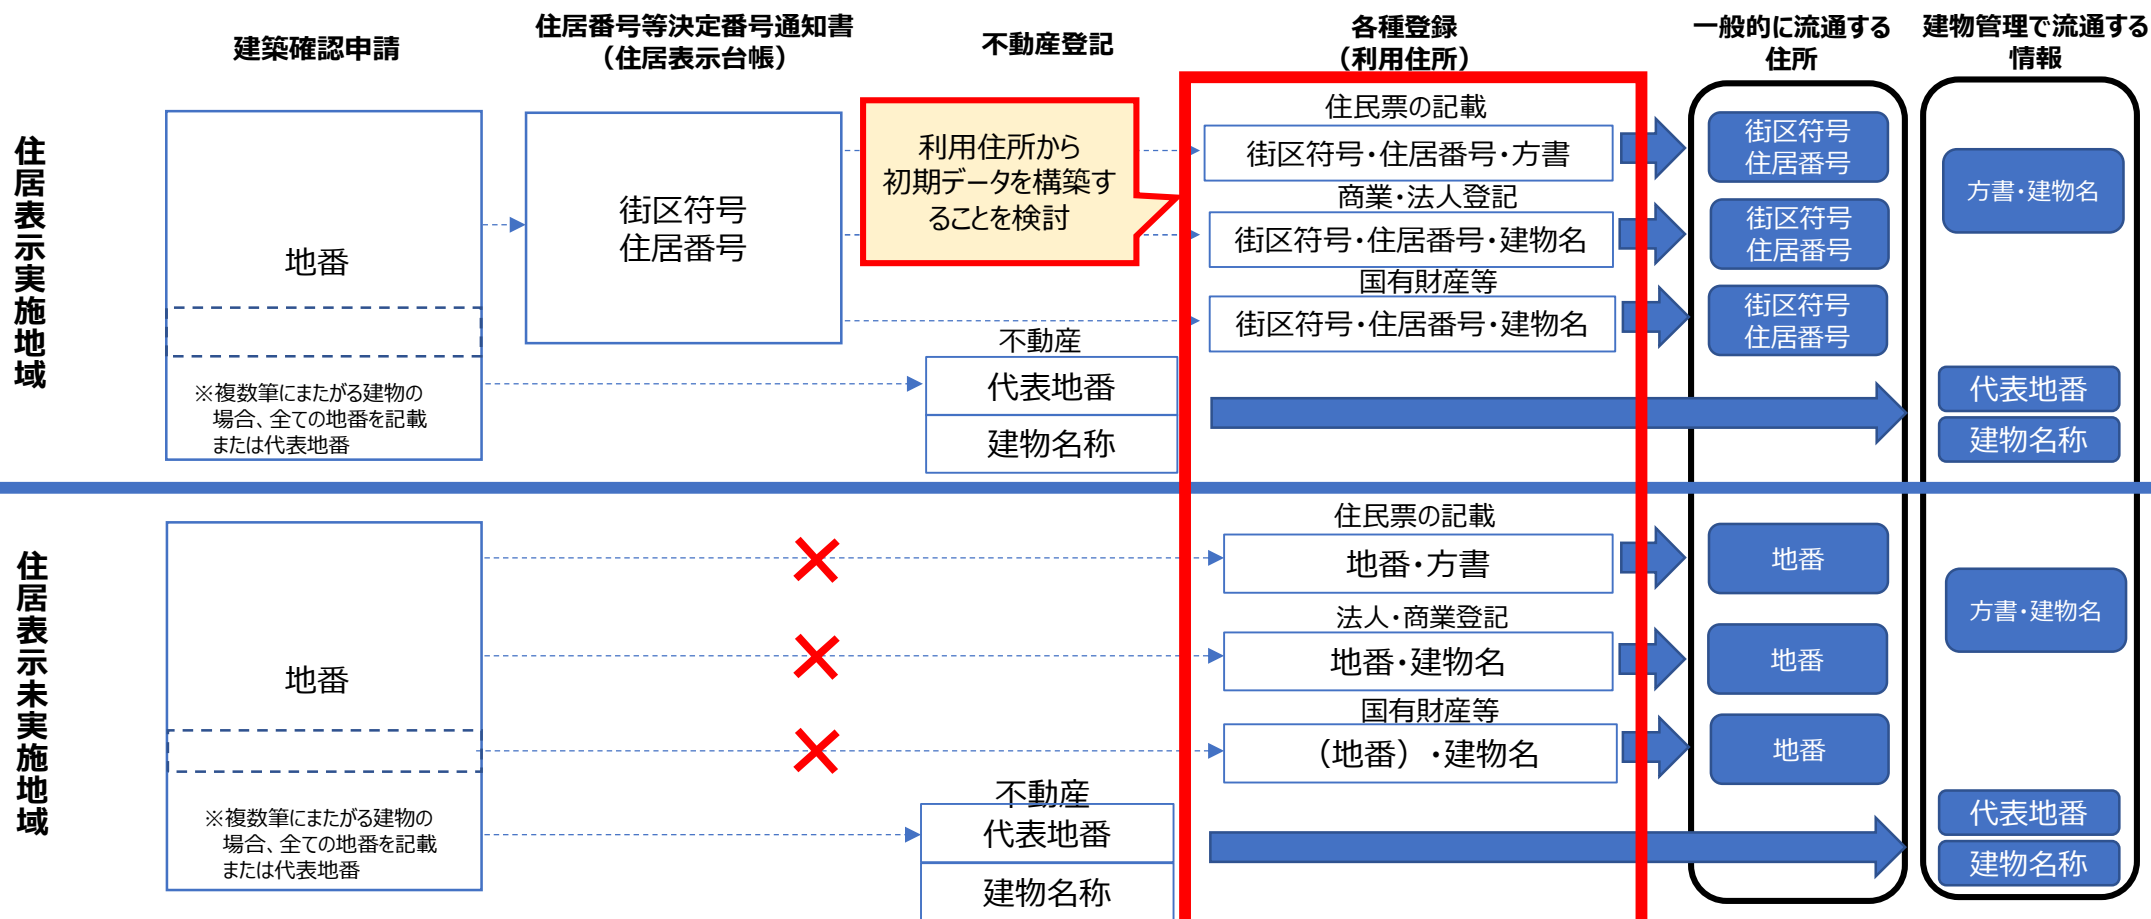 建築確認申請
住居番号等決定番号通知書
（住居表示台帳）
不動産登記
各種登録
（利用住所）
一般的に流通する
住所
建物管理で流通する
情報
住居表示実施地域
地番
※複数筆にまたがる建物の
場合、全ての地番を記載
または代表地番
街区符号
住居番号
利用住所から
初期データを構築す
ることを検討
不動産
代表地番
建物名称
住民票の記載
街区符号・住居番号・方書
商業・法人登記
街区符号・住居番号・建物名
国有財産等
街区符号・住居番号・建物名
街区符号
住居番号
街区符号
住居番号
街区符号
住居番号
方書・建物名
代表地番
建物名称
住居表示未実施地域
地番
※複数筆にまたがる建物の
場合、全ての地番を記載
または代表地番
不動産
代表地番
建物名称
住民票の記載
地番・方書
法人・商業登記
地番・建物名
国有財産等
（地番）・建物名
地番
地番
地番
方書・建物名
代表地番
建物名称